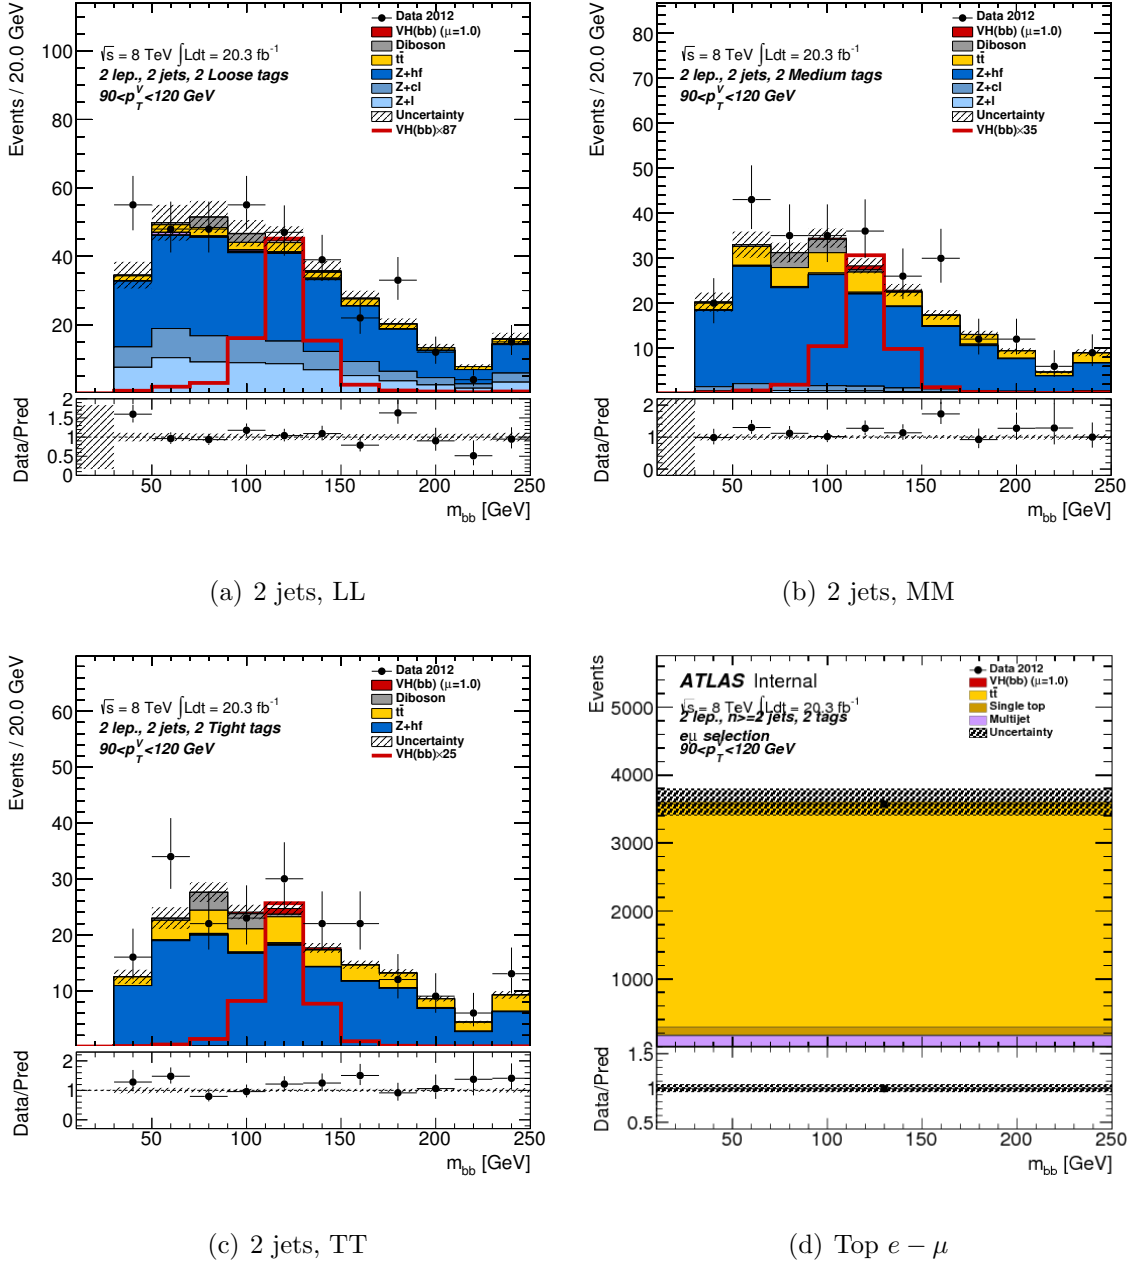 Events / 20.0 GeV
100
80
60
40
20
√s = 8 TeV ∫Ldt = 20.3 fb⁻¹
2 lep., 2 jets, 2 Loose tags
90<p_T^V<120 GeV
Data 2012
VH(bb) (μ=1.0)
Diboson
tt̄
Z+hf
Z+cl
Z+l
Uncertainty
VH(bb)×87
Data/Pred
2
1.5
1
0.5
0
50 100 150 200 250
m_bb [GeV]
(a) 2 jets, LL
Events / 20.0 GeV
80
70
60
50
40
30
20
10
√s = 8 TeV ∫Ldt = 20.3 fb⁻¹
2 lep., 2 jets, 2 Medium tags
90<p_T^V<120 GeV
Data 2012
VH(bb) (μ=1.0)
Diboson
tt̄
Z+hf
Z+cl
Z+l
Uncertainty
VH(bb)×35
Data/Pred
2
1
0
50 100 150 200 250
m_bb [GeV]
(b) 2 jets, MM
Events / 20.0 GeV
60
50
40
30
20
10
√s = 8 TeV ∫Ldt = 20.3 fb⁻¹
2 lep., 2 jets, 2 Tight tags
90<p_T^V<120 GeV
Data 2012
VH(bb) (μ=1.0)
Diboson
tt̄
Z+hf
Uncertainty
VH(bb)×25
Data/Pred
2
1
0
50 100 150 200 250
m_bb [GeV]
(c) 2 jets, TT
Events
5000
4000
3000
2000
1000
ATLAS Internal
√s = 8 TeV ∫Ldt = 20.3 fb⁻¹
2 lep., n>=2 jets, 2 tags
eμ selection
90<p_T^V<120 GeV
Data 2012
VH(bb) (μ=1.0)
tt̄
Single top
Multijet
Uncertainty
Data/Pred
1.5
1
0.5
50 100 150 200 250
m_bb [GeV]
(d) Top e − μ